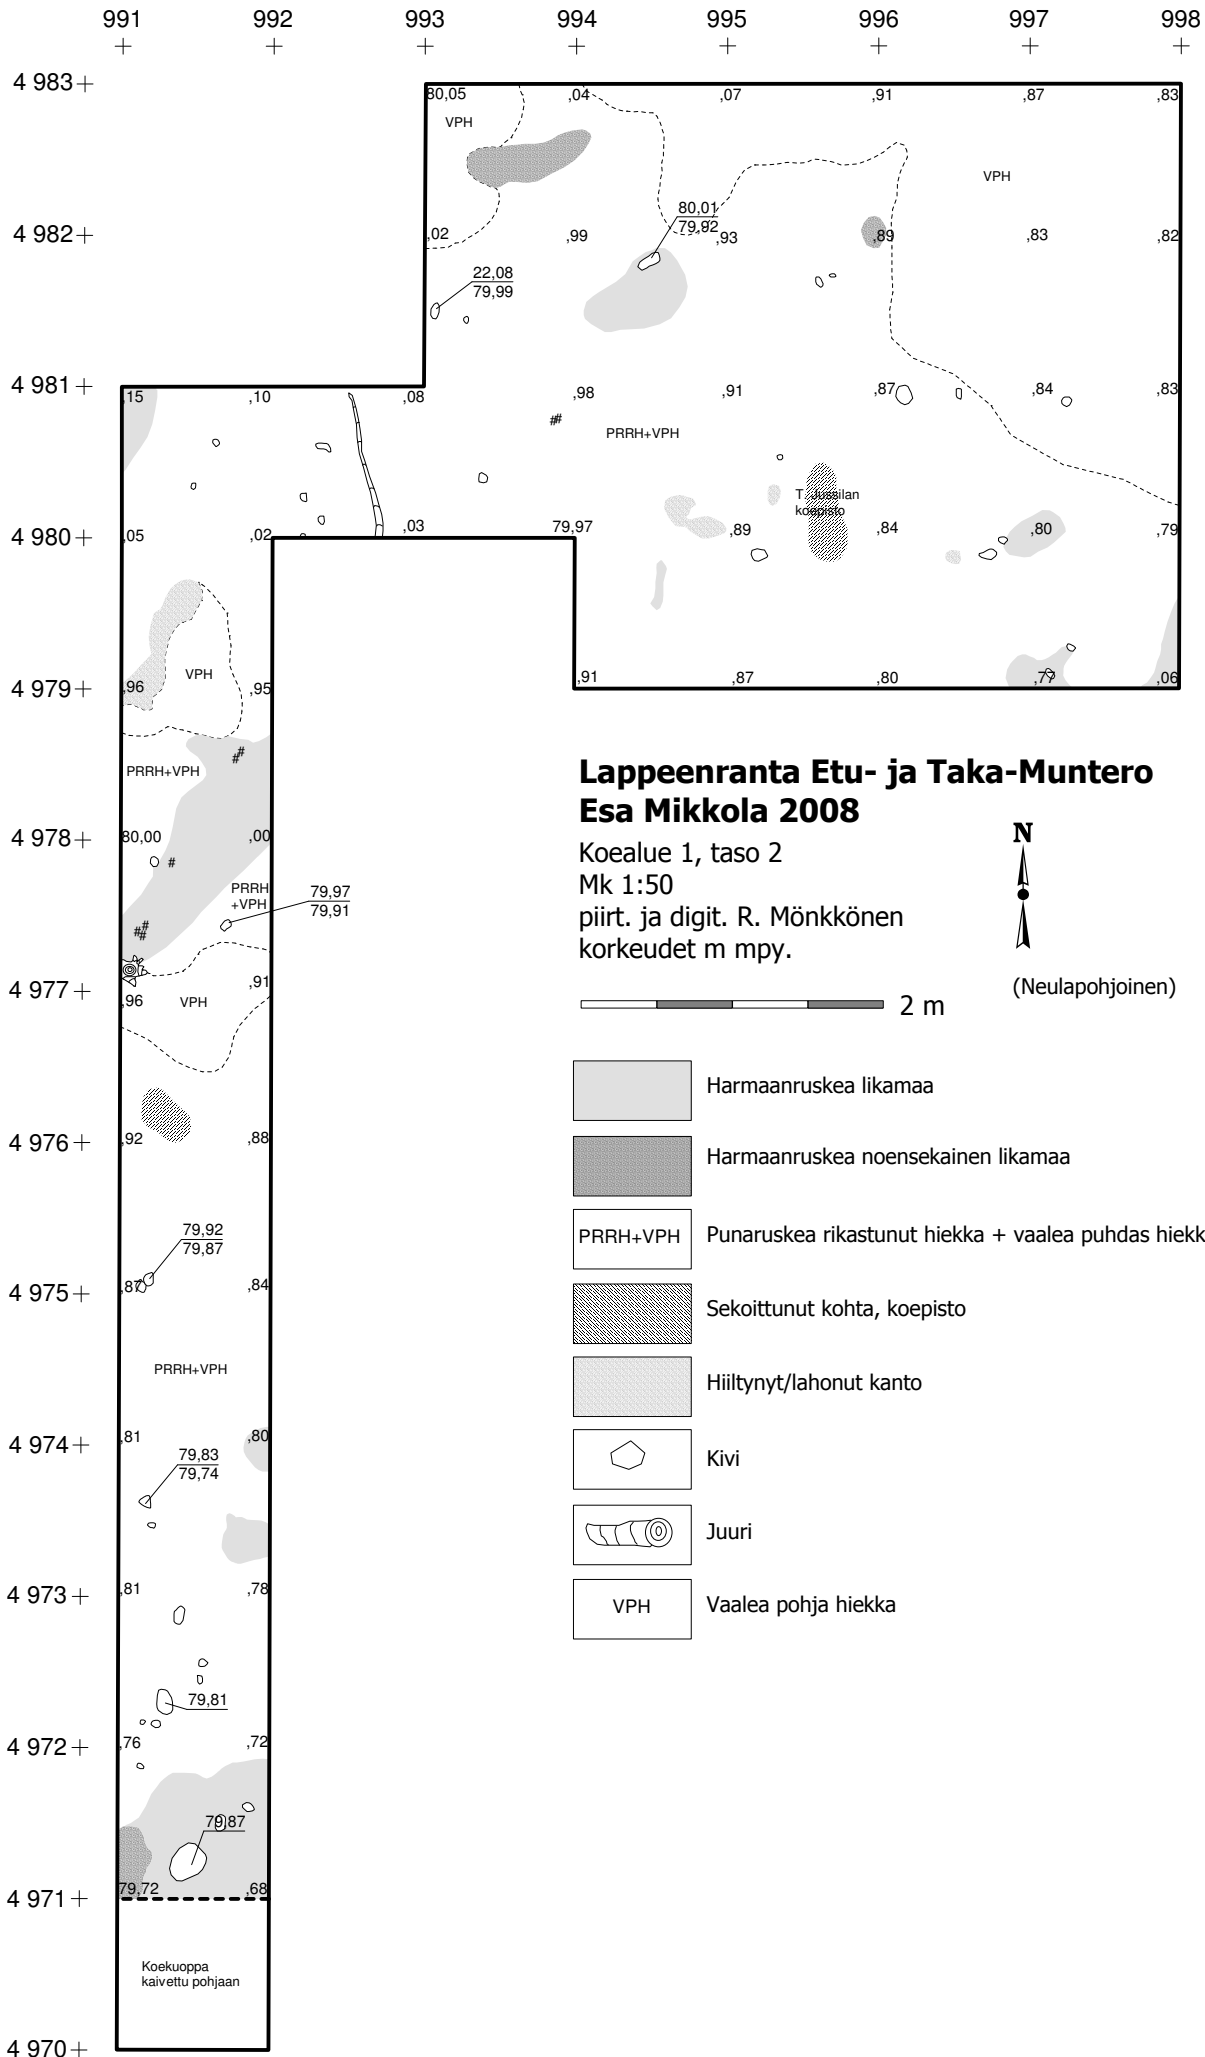 991 992 993 994 995 996 997 998
4 983
80,05 ,04 ,07 ,91 ,87 ,83
VPH
VPH
80,01
79,92
4 982
,02 ,99 ,93 ,89 ,83 ,82
22,08
79,99
4 981
,15 ,10 ,08 ,98 ,91 ,87 ,84 ,83
##
PRRH+VPH
T. Jussilan
koepisto
4 980
,05 ,02 ,03 79,97 ,89 ,84 ,80 ,79
VPH
4 979
,96 ,95 ,91 ,87 ,80 ,77 ,06
##
PRRH+VPH
4 978
80,00 ,00
#
PRRH
+VPH
79,97
79,91
###
4 977
,96 ,91
VPH
4 976
,92 ,88
79,92
79,87
4 975
,87 ,84
PRRH+VPH
4 974
,81 ,80
79,83
79,74
4 973
,81 ,78
79,81
4 972
,76 ,72
79,87
4 971
79,72 ,68
Koekuoppa
kaivettu pohjaan
4 970
Lappeenranta Etu- ja Taka-Muntero
Esa Mikkola 2008
Koealue 1, taso 2
Mk 1:50
piirt. ja digit. R. Mönkkönen
korkeudet m mpy.
N
(Neulapohjoinen)
2 m
Harmaanruskea likamaa
Harmaanruskea noensekainen likamaa
PRRH+VPH Punaruskea rikastunut hiekka + vaalea puhdas hiekk
Sekoittunut kohta, koepisto
Hiiltynyt/lahonut kanto
Kivi
Juuri
VPH Vaalea pohja hiekka